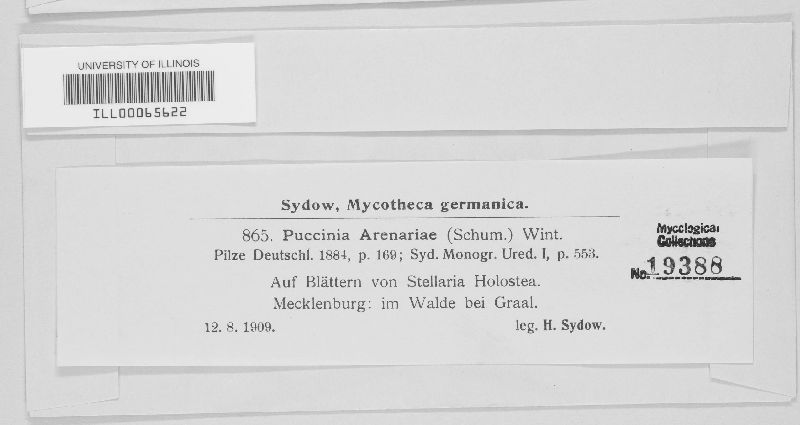 UNIVERSITY OF ILLINOIS
ILL00065622
Sydow, Mycotheca germanica.
865. Puccinia Arenariae (Schum.) Wint.
Pilze Deutschl. 1884, p. 169; Syd. Monogr. Ured. I, p. 553.
Auf Blättern von Stellaria Holostea.
Mecklenburg: im Walde bei Graal.
12. 8. 1909.
leg. H. Sydow.
Mycological
Collections
No. 19388